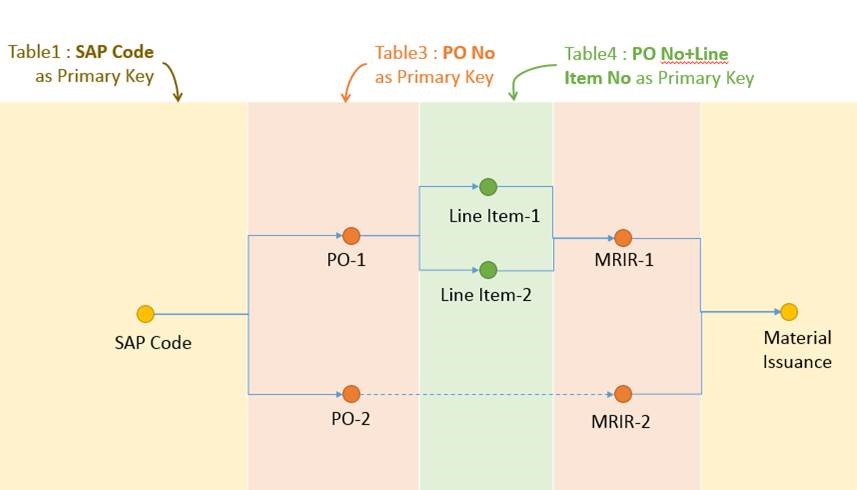 Table1 : SAP Code
as Primary Key
Table3 : PO No
as Primary Key
Table4 : PO No+Line
Item No as Primary Key
Line Item-1
PO-1
MRIR-1
Line Item-2
SAP Code
Material
Issuance
PO-2
MRIR-2